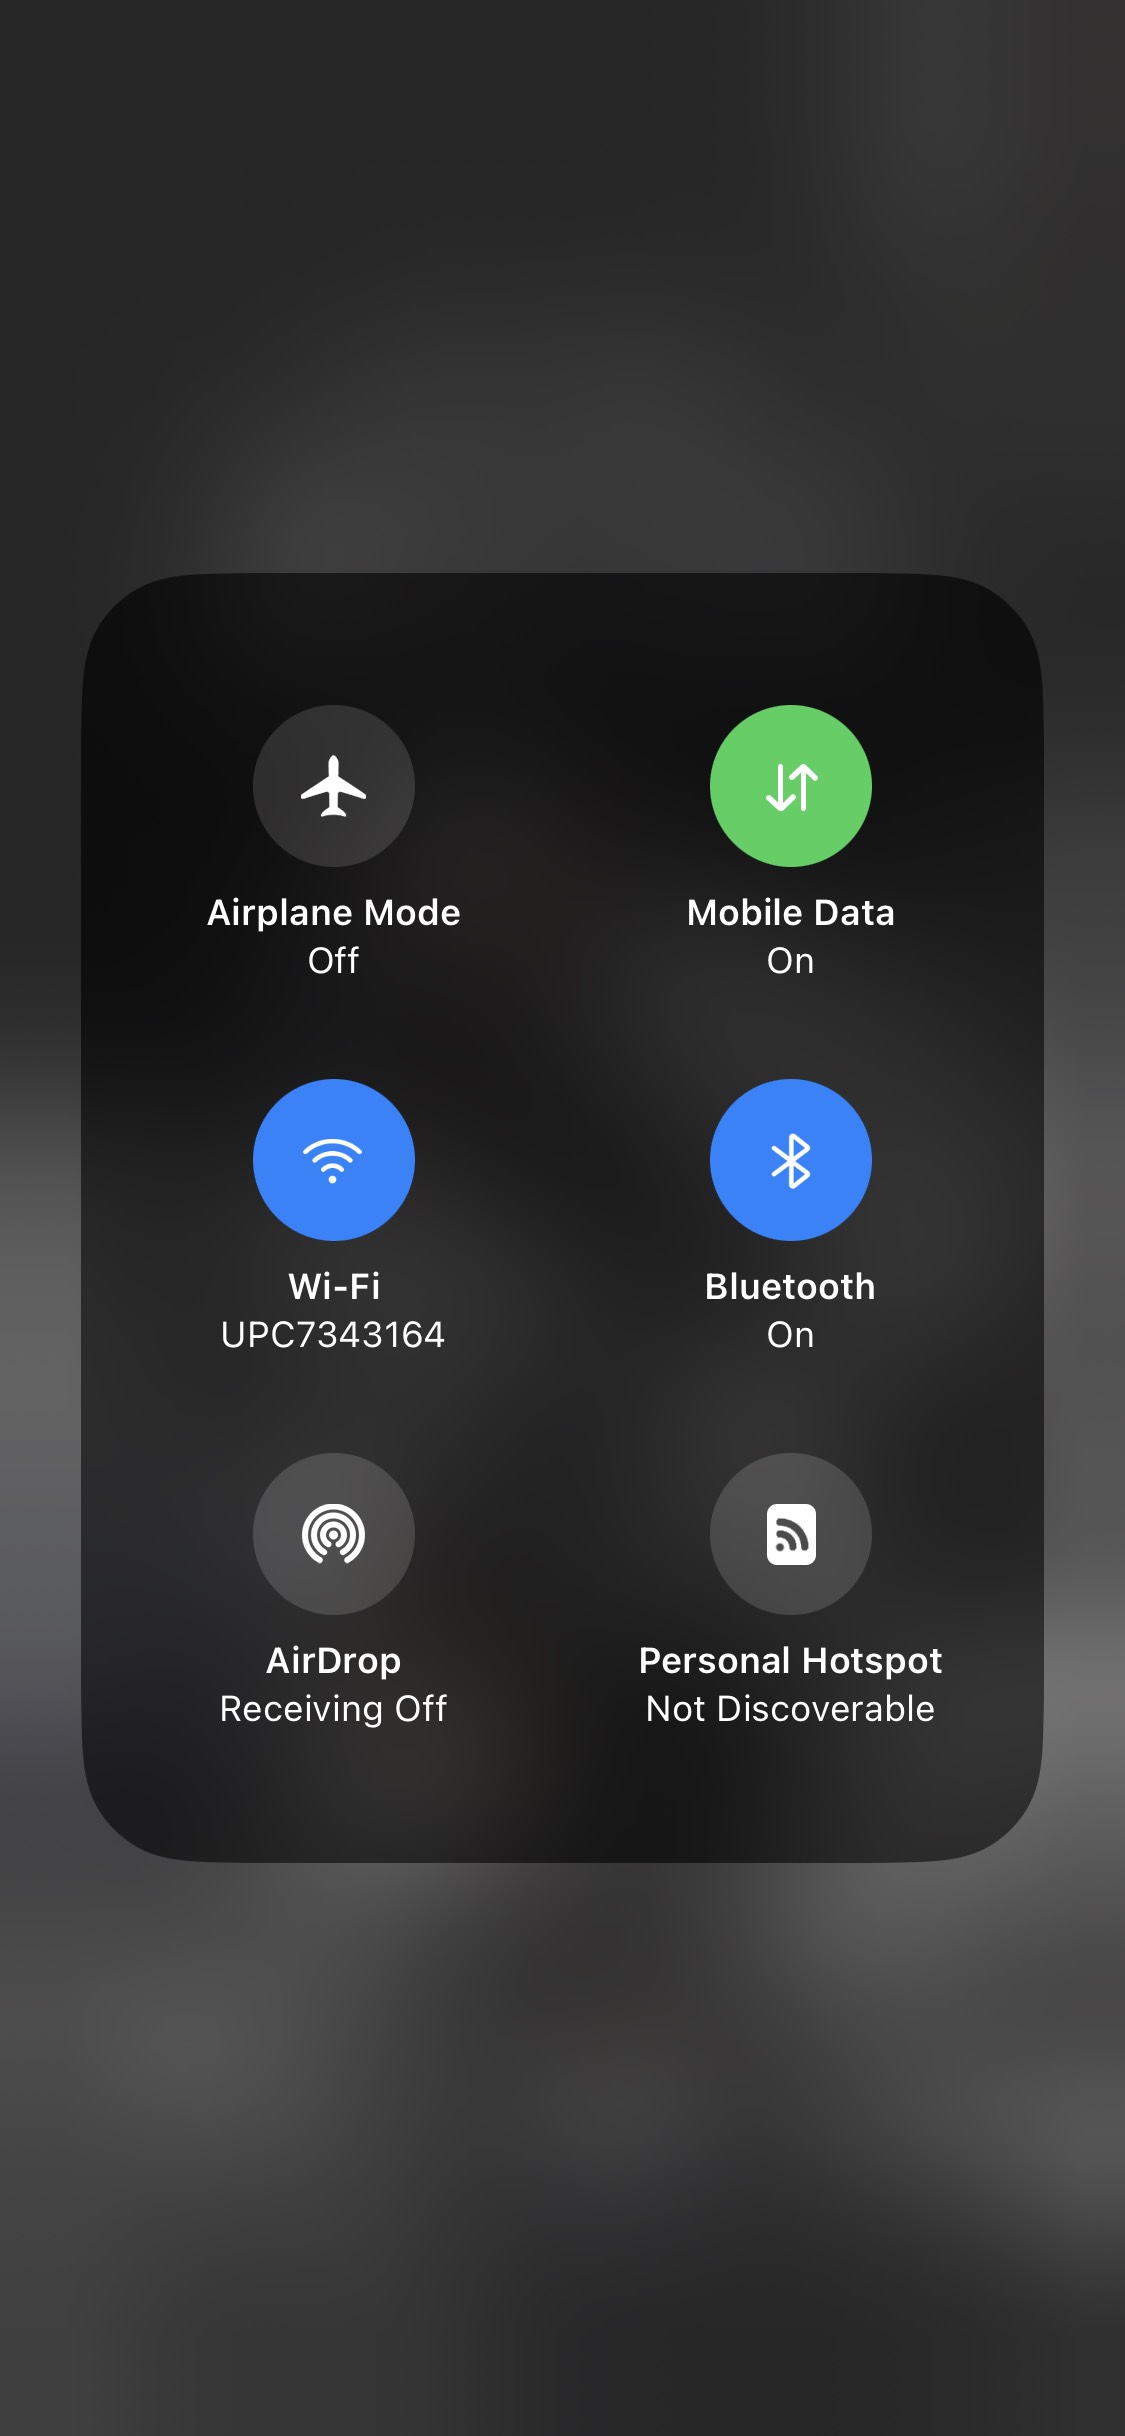 Airplane Mode
Off
Mobile Data
On
Wi-Fi
UPC7343164
Bluetooth
On
AirDrop
Receiving Off
Personal Hotspot
Not Discoverable